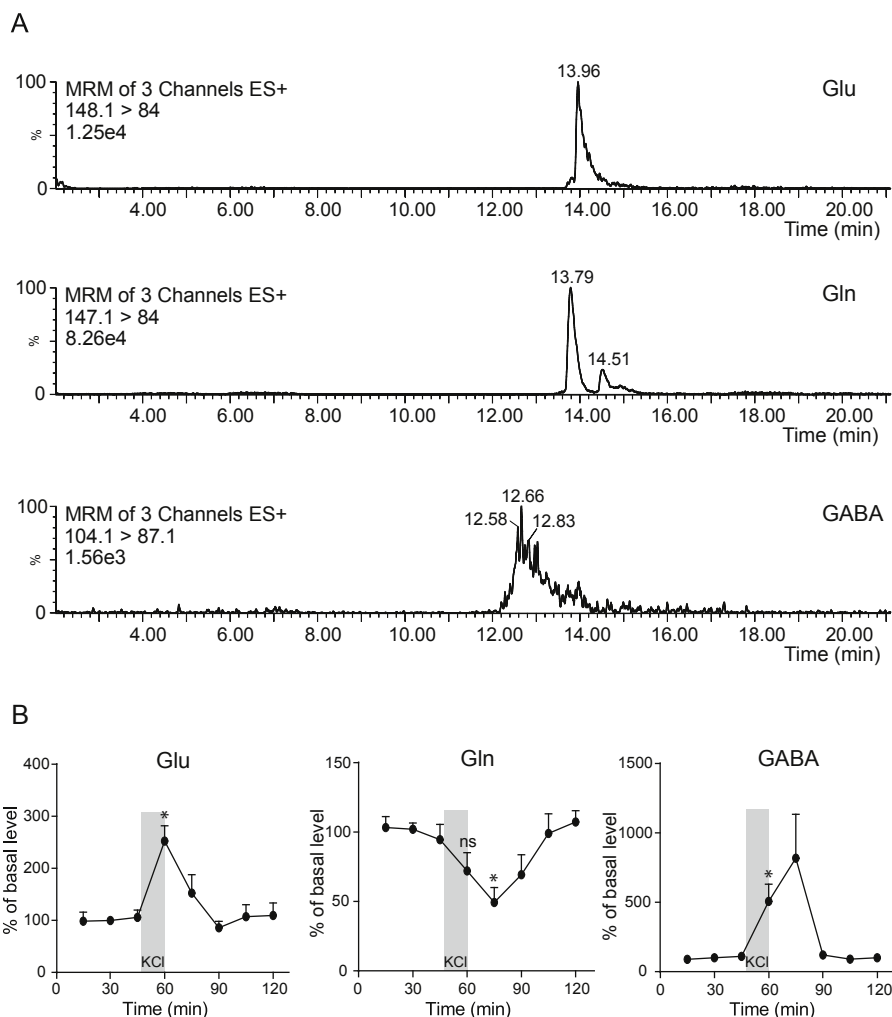 A
MRM of 3 Channels ES+
148.1 > 84
1.25e4
13.96
Glu
100
%
0
4.00 6.00 8.00 10.00 12.00 14.00 16.00 18.00 20.00
Time (min)
MRM of 3 Channels ES+
147.1 > 84
8.26e4
13.79
14.51
Gln
100
%
0
4.00 6.00 8.00 10.00 12.00 14.00 16.00 18.00 20.00
Time (min)
MRM of 3 Channels ES+
104.1 > 87.1
1.56e3
12.66
12.58
12.83
GABA
100
%
0
4.00 6.00 8.00 10.00 12.00 14.00 16.00 18.00 20.00
Time (min)
B
Glu
% of basal level
400
300
200
100
0
*
KCl
0 30 60 90 120
Time (min)
Gln
% of basal level
150
100
50
0
ns
*
KCl
0 30 60 90 120
Time (min)
GABA
% of basal level
1500
1000
500
0
*
KCl
0 30 60 90 120
Time (min)